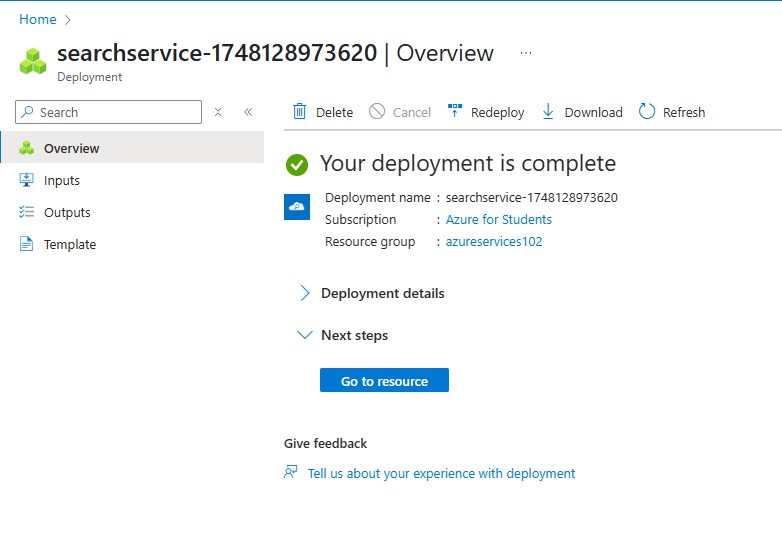 Home
searchservice-1748128973620 | Overview ...
Deployment
Search
Overview
Inputs
Outputs
Template
Delete Cancel Redeploy Download Refresh
Your deployment is complete
Deployment name : searchservice-1748128973620
Subscription : Azure for Students
Resource group : azureservices102
Deployment details
Next steps
Go to resource
Give feedback
Tell us about your experience with deployment